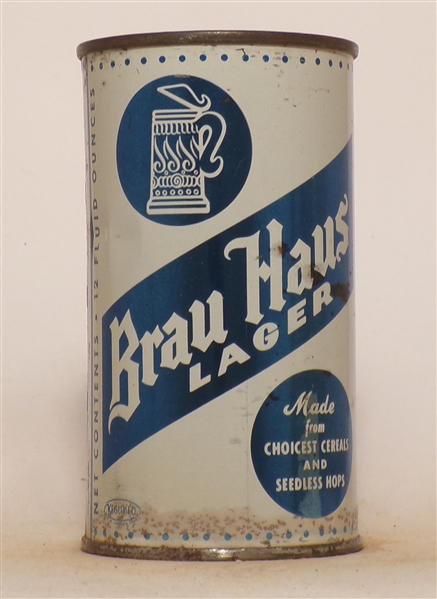 Brau Haus
LAGER
Made
from
CHOICEST CEREALS
AND
SEEDLESS HOPS
NET CONTENTS - 12 FLUID OUNCES